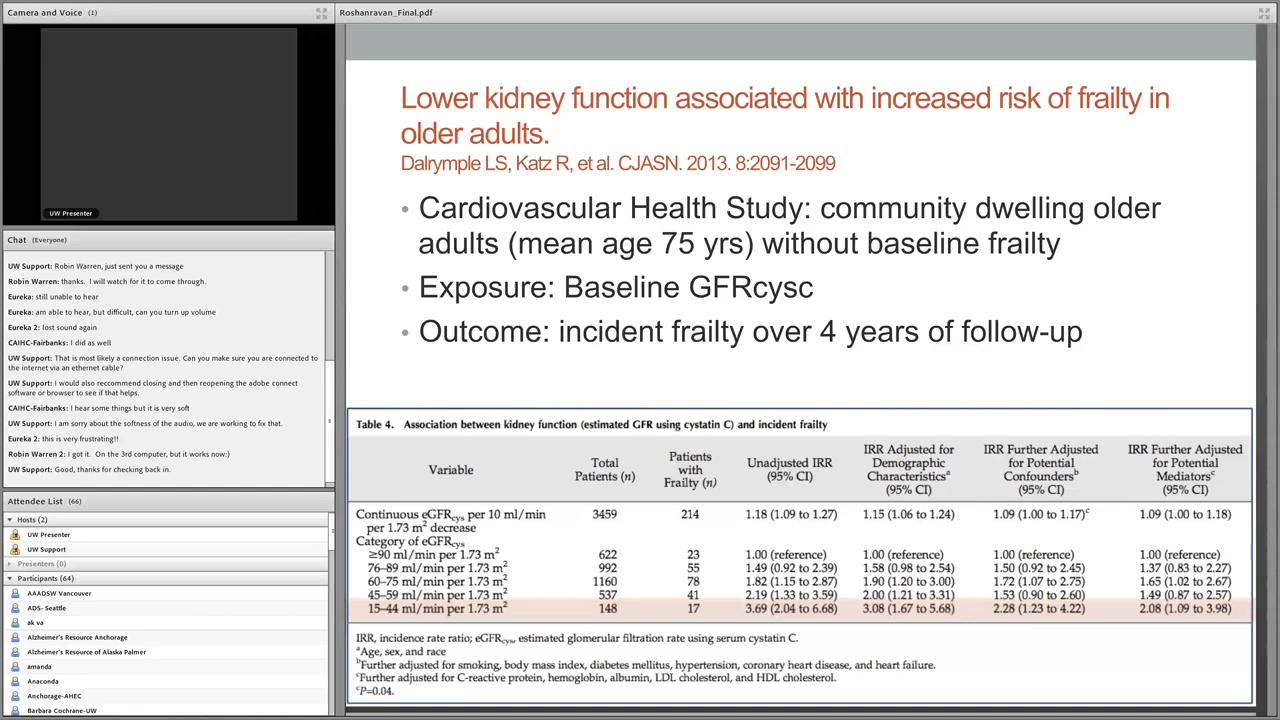 Camera and Voice (1)
UW Presenter
Chat (Everyone)
UW Support: Robin Warren, just sent you a message
Robin Warren: thanks. I will watch for it to come through.
Eureka: still unable to hear
Eureka: am able to hear, but difficult, can you turn up volume
Eureka 2: lost sound again
CAIHC-Fairbanks: I did as well
UW Support: That is most likely a connection issue. Can you make sure you are connected to
the internet via an ethernet cable?
UW Support: I would also reccommend closing and then reopening the adobe connect
software or browser to see if that helps.
CAIHC-Fairbanks: I hear some things but it is very soft
UW Support: I am sorry about the softness of the audio, we are working to fix that.
Eureka 2: this is very frustrating!!
Robin Warren 2: I got it. On the 3rd computer, but it works now:)
UW Support: Good, thanks for checking back in.
Attendee List (66)
Hosts (2)
UW Presenter
UW Support
Presenters (0)
Participants (64)
AAADSW Vancouver
ADS- Seattle
ak va
Alzheimer's Resource Anchorage
Alzheimer's Resource of Alaska Palmer
amanda
Anaconda
Anchorage-AHEC
Barbara Cochrane-UW
Roshanravan_Final.pdf
Lower kidney function associated with increased risk of frailty in
older adults.
Dalrymple LS, Katz R, et al. CJASN. 2013. 8:2091-2099
• Cardiovascular Health Study: community dwelling older
adults (mean age 75 yrs) without baseline frailty
• Exposure: Baseline GFRcysc
• Outcome: incident frailty over 4 years of follow-up
Table 4. Association between kidney function (estimated GFR using cystatin C) and incident frailty
Variable Total Patients (n) Patients with Frailty (n) Unadjusted IRR (95% CI) IRR Adjusted for Demographic Characteristicsᵃ (95% CI) IRR Further Adjusted for Potential Confoundersᵇ (95% CI) IRR Further Adjusted for Potential Mediatorsᶜ (95% CI)
Continuous eGFRcys per 10 ml/min 3459 214 1.18 (1.09 to 1.27) 1.15 (1.06 to 1.24) 1.09 (1.00 to 1.17)ᶜ 1.09 (1.00 to 1.18)
per 1.73 m² decrease
Category of eGFRcys
≥90 ml/min per 1.73 m² 622 23 1.00 (reference) 1.00 (reference) 1.00 (reference) 1.00 (reference)
76–89 ml/min per 1.73 m² 992 55 1.49 (0.92 to 2.39) 1.58 (0.98 to 2.54) 1.50 (0.92 to 2.45) 1.37 (0.83 to 2.27)
60–75 ml/min per 1.73 m² 1160 78 1.82 (1.15 to 2.87) 1.90 (1.20 to 3.00) 1.72 (1.07 to 2.75) 1.65 (1.02 to 2.67)
45–59 ml/min per 1.73 m² 537 41 2.19 (1.33 to 3.59) 2.00 (1.21 to 3.31) 1.53 (0.90 to 2.60) 1.49 (0.87 to 2.57)
15–44 ml/min per 1.73 m² 148 17 3.69 (2.04 to 6.68) 3.08 (1.67 to 5.68) 2.28 (1.23 to 4.22) 2.08 (1.09 to 3.98)
IRR, incidence rate ratio; eGFRcys, estimated glomerular filtration rate using serum cystatin C.
ᵃAge, sex, and race
ᵇFurther adjusted for smoking, body mass index, diabetes mellitus, hypertension, coronary heart disease, and heart failure.
ᶜFurther adjusted for C-reactive protein, hemoglobin, albumin, LDL cholesterol, and HDL cholesterol.
ᶜP=0.04.